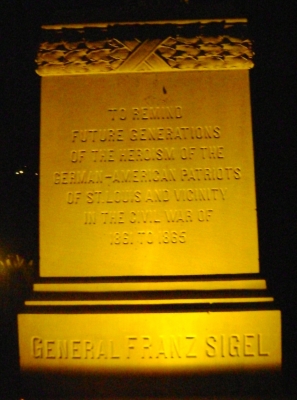 TO REMIND
FUTURE GENERATIONS
OF THE HEROISM OF THE
GERMAN-AMERICAN PATRIOTS
OF ST. LOUIS AND VICINITY
IN THE CIVIL WAR OF
1861 TO 1865
GENERAL FRANZ SIGEL